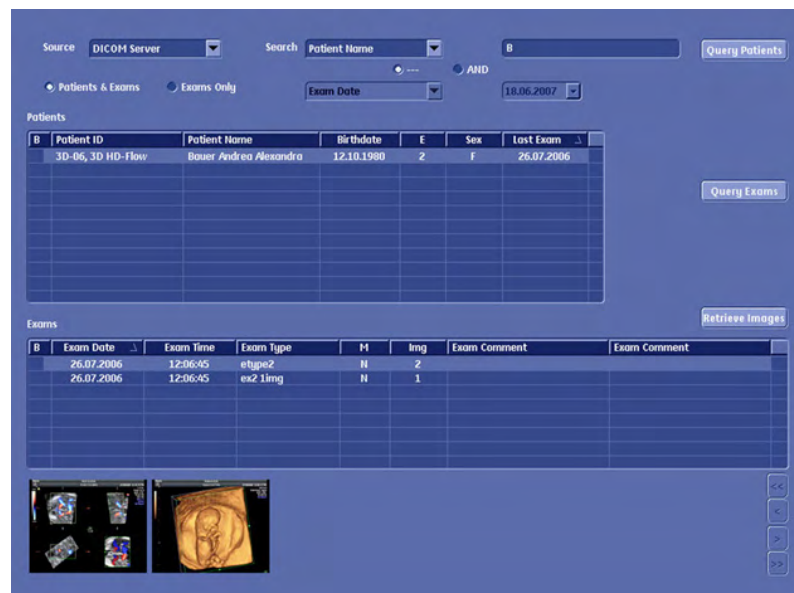 Source DICOM Server Search Patient Name B Query Patients
--- AND
Patients & Exams Exams Only Exam Date 18.06.2007
Patients
B Patient ID Patient Name Birthdate E Sex Last Exam
3D-06, 3D HD-Flow Bauer Andrea Alexandra 12.10.1980 2 F 26.07.2006
Query Exams
Retrieve Images
Exams
B Exam Date Exam Time Exam Type M Img Exam Comment Exam Comment
26.07.2006 12:06:45 etype2 N 2
26.07.2006 12:06:45 ex2 1img N 1
<<
<
>
>>